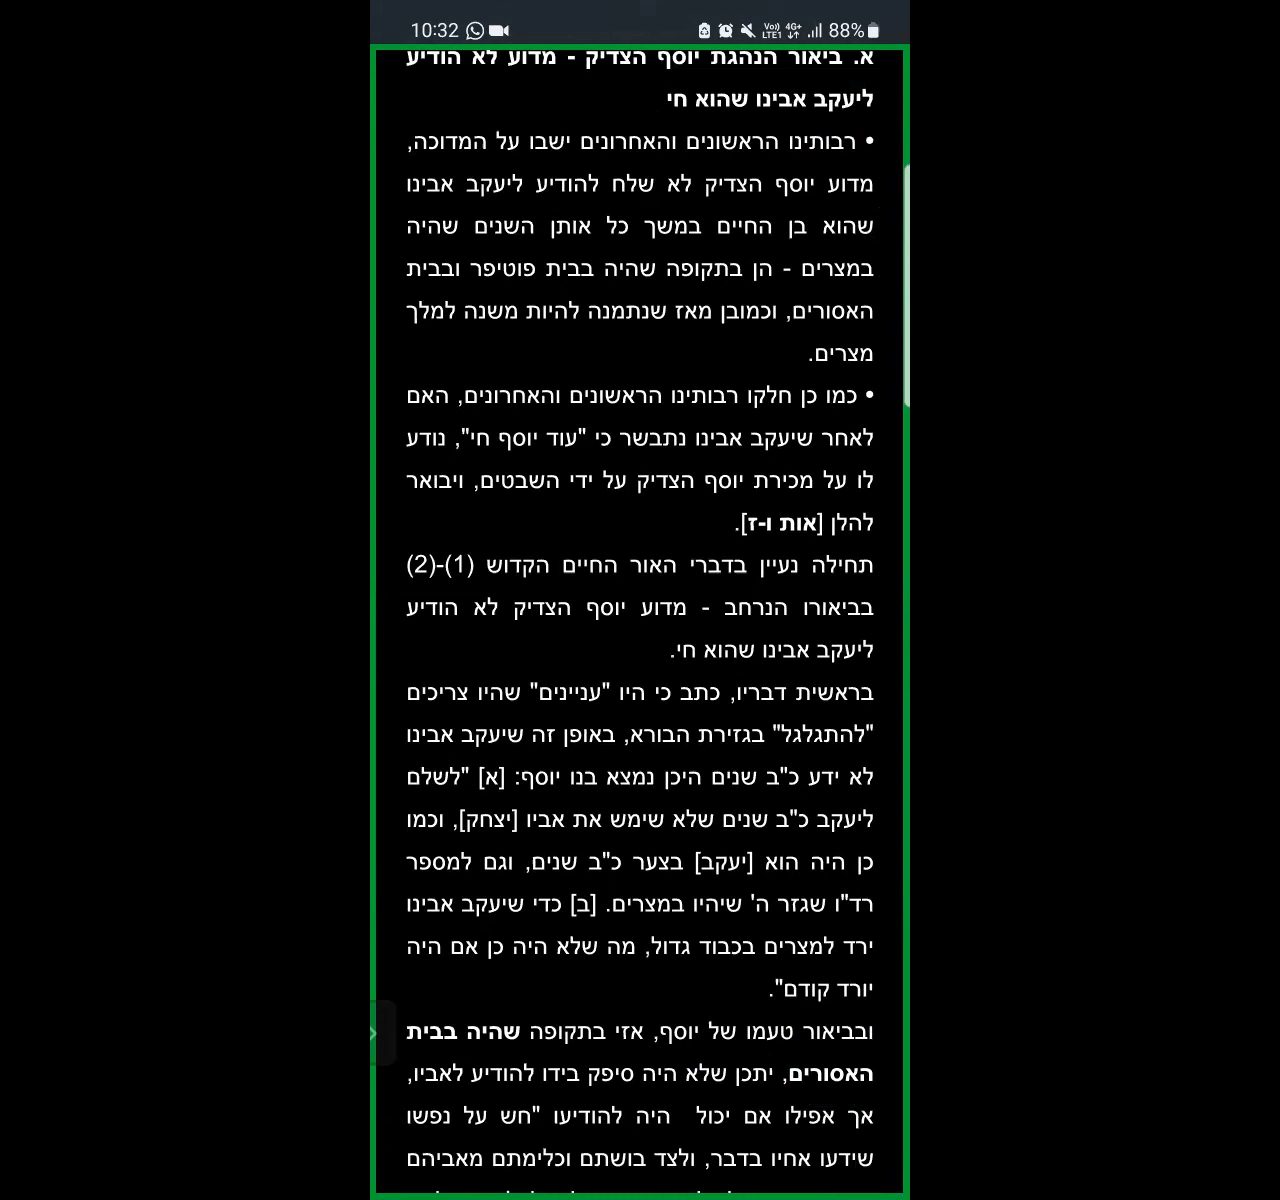 10:32
Vo)) LTE1 4G+ 88%
א. ביאור הנהגת יוסף הצדיק - מדוע לא הודיע
ליעקב אבינו שהוא חי
• רבותינו הראשונים והאחרונים ישבו על המדוכה,
מדוע יוסף הצדיק לא שלח להודיע ליעקב אבינו
שהוא בן החיים במשך כל אותן השנים שהיה
במצרים - הן בתקופה שהיה בבית פוטיפר ובבית
האסורים, וכמובן מאז שנתמנה להיות משנה למלך
מצרים.
• כמו כן חלקו רבותינו הראשונים והאחרונים, האם
לאחר שיעקב אבינו נתבשר כי "עוד יוסף חי", נודע
לו על מכירת יוסף הצדיק על ידי השבטים, ויבואר
להלן [אות ו-ז].
תחילה נעיין בדברי האור החיים הקדוש (1)-(2)
בביאורו הנרחב - מדוע יוסף הצדיק לא הודיע
ליעקב אבינו שהוא חי.
בראשית דבריו, כתב כי היו "עניינים" שהיו צריכים
"להתגלגל" בגזירת הבורא, באופן זה שיעקב אבינו
לא ידע כ"ב שנים היכן נמצא בנו יוסף: [א] "לשלם
ליעקב כ"ב שנים שלא שימש את אביו [יצחק], וכמו
כן היה הוא [יעקב] בצער כ"ב שנים, וגם למספר
רד"ו שגזר ה' שיהיו במצרים. [ב] כדי שיעקב אבינו
ירד למצרים בכבוד גדול, מה שלא היה כן אם היה
יורד קודם".
ובביאור טעמו של יוסף, אזי בתקופה שהיה בבית
האסורים, יתכן שלא היה סיפק בידו להודיע לאביו,
אך אפילו אם יכול היה להודיעו "חש על נפשו
שידעו אחיו בדבר, ולצד בושתם וכלימתם מאביהם